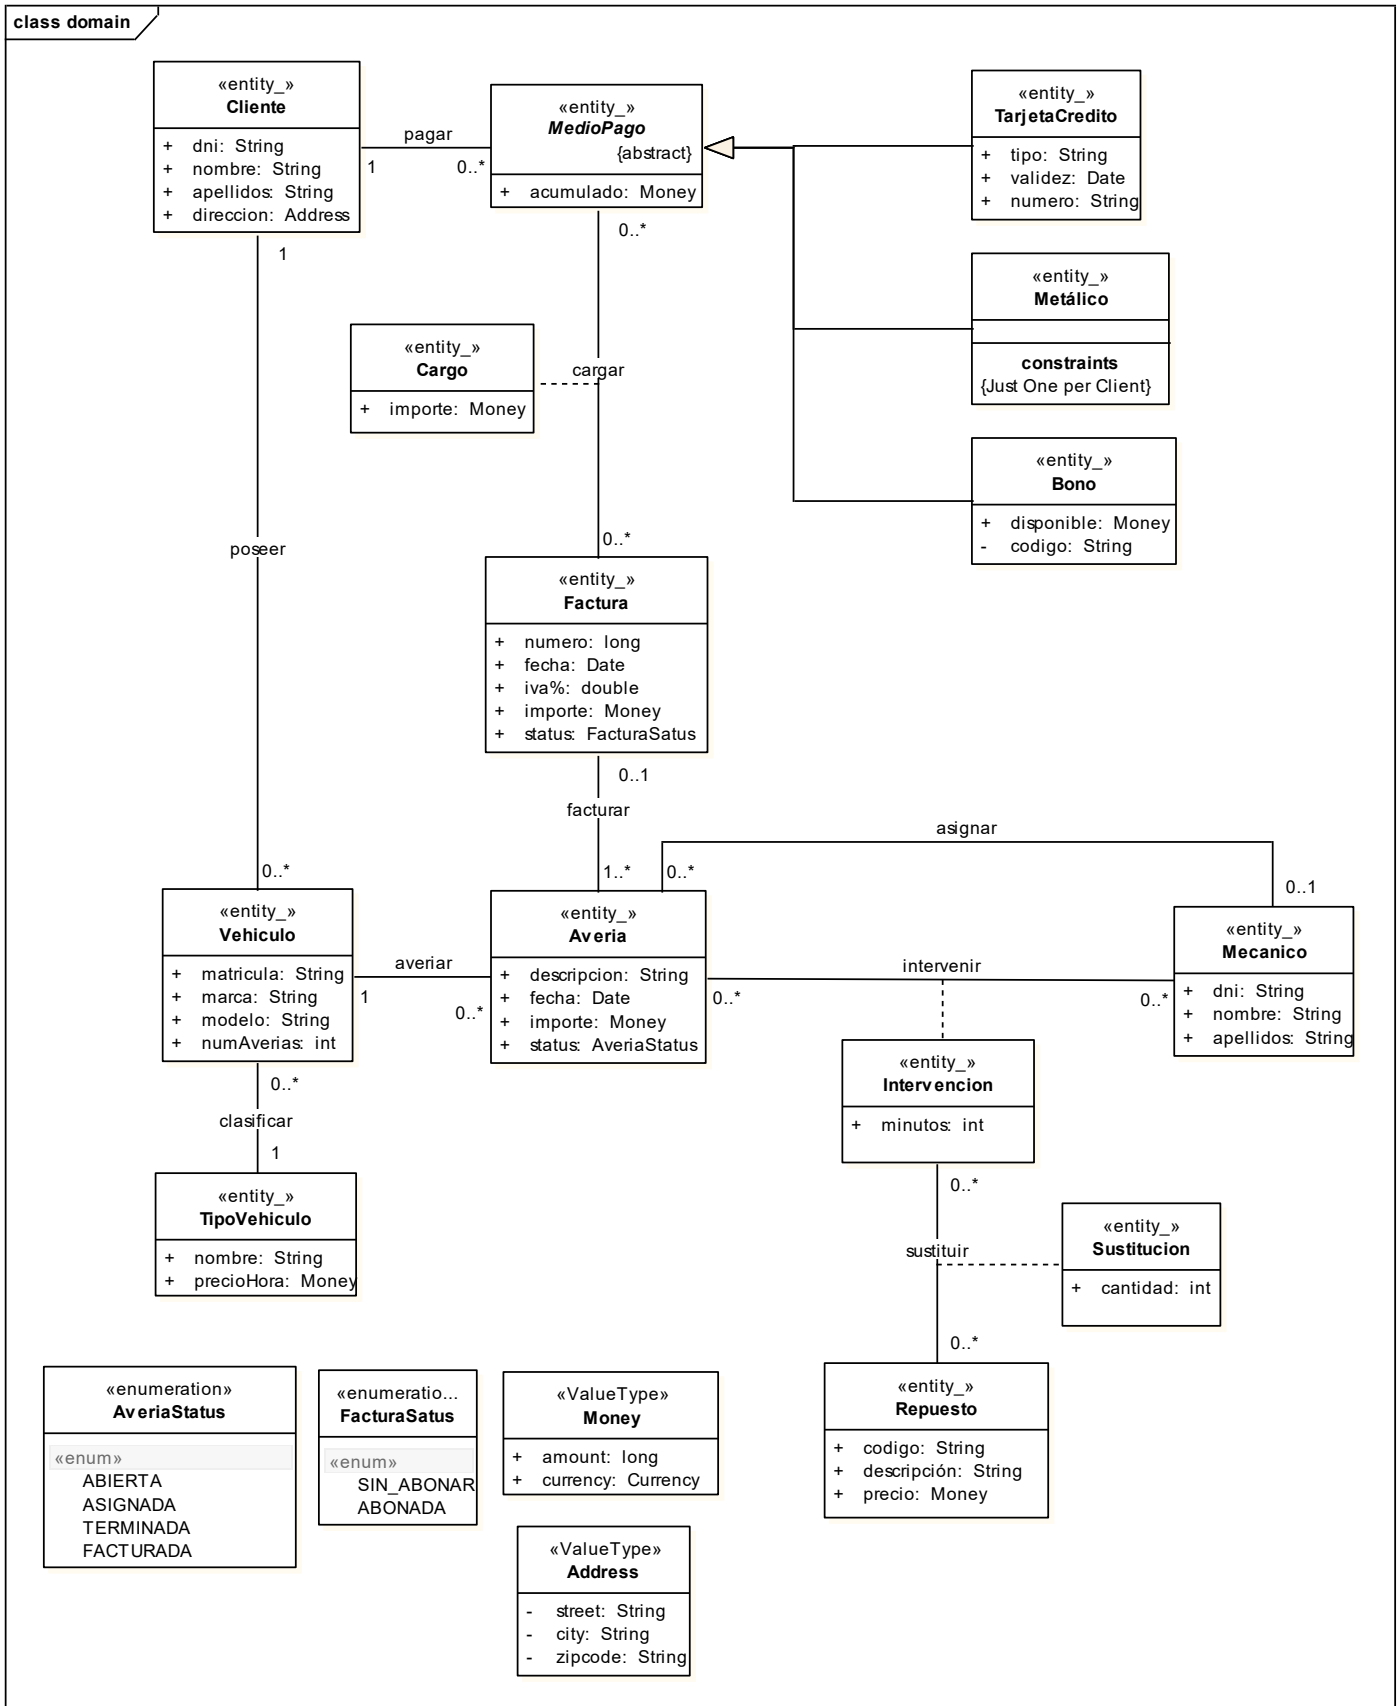 class domain
«entity_»
Cliente
+ dni: String
+ nombre: String
+ apellidos: String
+ direccion: Address
pagar
1
0..*
«entity_»
MedioPago
{abstract}
+ acumulado: Money
«entity_»
TarjetaCredito
+ tipo: String
+ validez: Date
+ numero: String
1
0..*
«entity_»
Metálico
constraints
{Just One per Client}
«entity_»
Cargo
+ importe: Money
cargar
«entity_»
Bono
+ disponible: Money
- codigo: String
poseer
0..*
«entity_»
Factura
+ numero: long
+ fecha: Date
+ iva%: double
+ importe: Money
+ status: FacturaSatus
0..1
facturar
asignar
0..*
1..*
0..*
0..1
«entity_»
Vehiculo
+ matricula: String
+ marca: String
+ modelo: String
+ numAverias: int
averiar
1
0..*
«entity_»
Averia
+ descripcion: String
+ fecha: Date
+ importe: Money
+ status: AveriaStatus
intervenir
0..*
0..*
«entity_»
Mecanico
+ dni: String
+ nombre: String
+ apellidos: String
«entity_»
Intervencion
+ minutos: int
0..*
clasificar
1
«entity_»
TipoVehiculo
+ nombre: String
+ precioHora: Money
0..*
sustituir
«entity_»
Sustitucion
+ cantidad: int
0..*
«entity_»
Repuesto
+ codigo: String
+ descripción: String
+ precio: Money
«enumeration»
AveriaStatus
«enum»
ABIERTA
ASIGNADA
TERMINADA
FACTURADA
«enumeratio...
FacturaSatus
«enum»
SIN_ABONAR
ABONADA
«ValueType»
Money
+ amount: long
+ currency: Currency
«ValueType»
Address
- street: String
- city: String
- zipcode: String